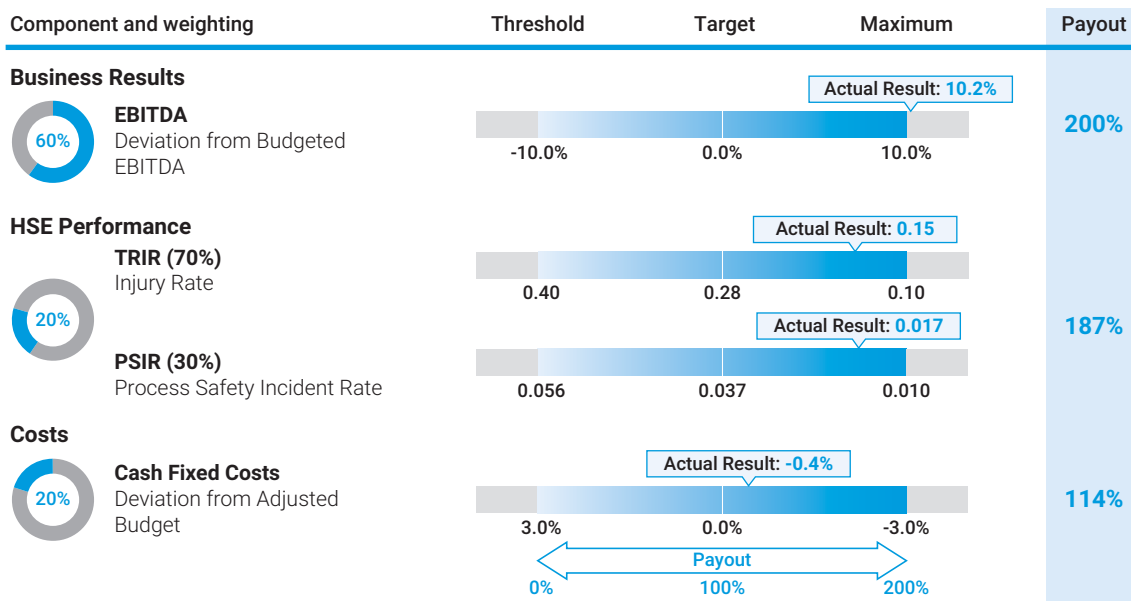 Component and weighting Threshold Target Maximum Payout
Business Results
Actual Result: 10.2%
60%
EBITDA
Deviation from Budgeted
EBITDA
-10.0% 0.0% 10.0%
200%
HSE Performance
Actual Result: 0.15
TRIR (70%)
Injury Rate
0.40 0.28 0.10
20%
Actual Result: 0.017
187%
PSIR (30%)
Process Safety Incident Rate
0.056 0.037 0.010
Costs
Actual Result: -0.4%
20%
Cash Fixed Costs
Deviation from Adjusted
Budget
114%
3.0% 0.0% -3.0%
Payout
0% 100% 200%